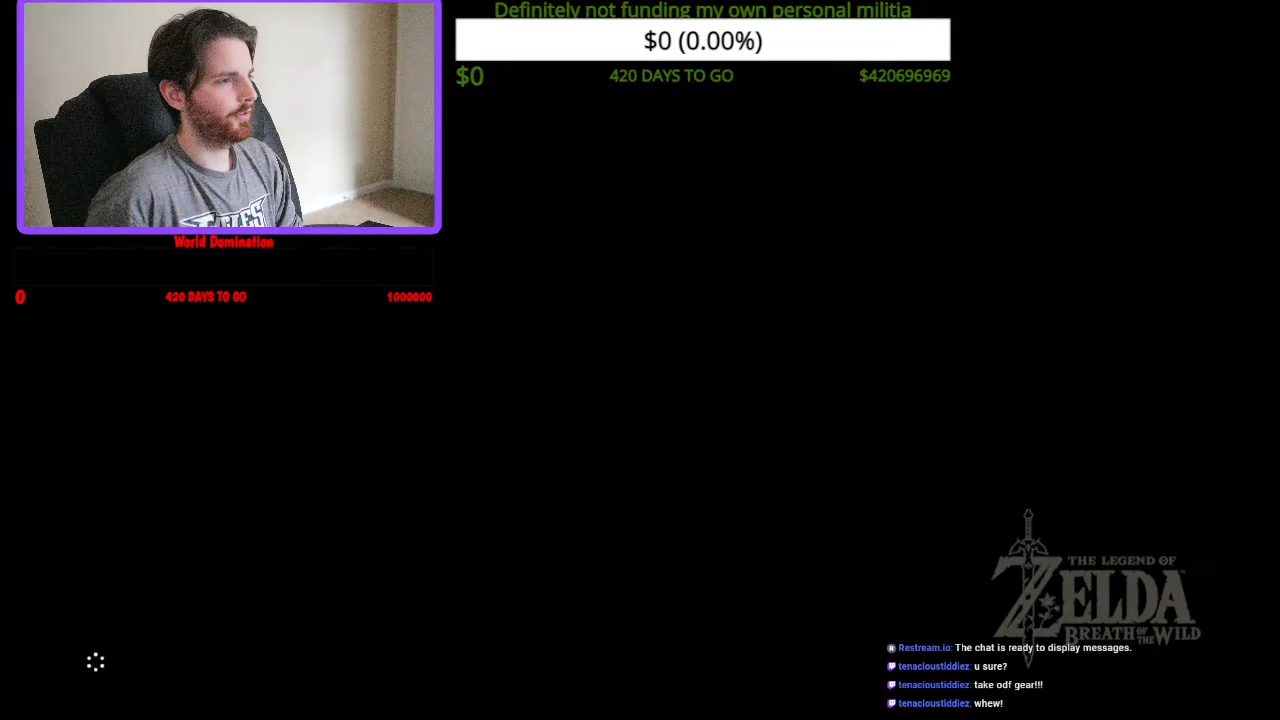 Definitely not funding my own personal militia
$0 (0.00%)
$0 420 DAYS TO GO $420696969
World Domination
0 420 DAYS TO GO 1000000
THE LEGEND OF
ZELDA
BREATH OF THE WILD
Restream.io: The chat is ready to display messages.
tenacioustiddiez: u sure?
tenacioustiddiez: take odf gear!!!
tenacioustiddiez: whew!